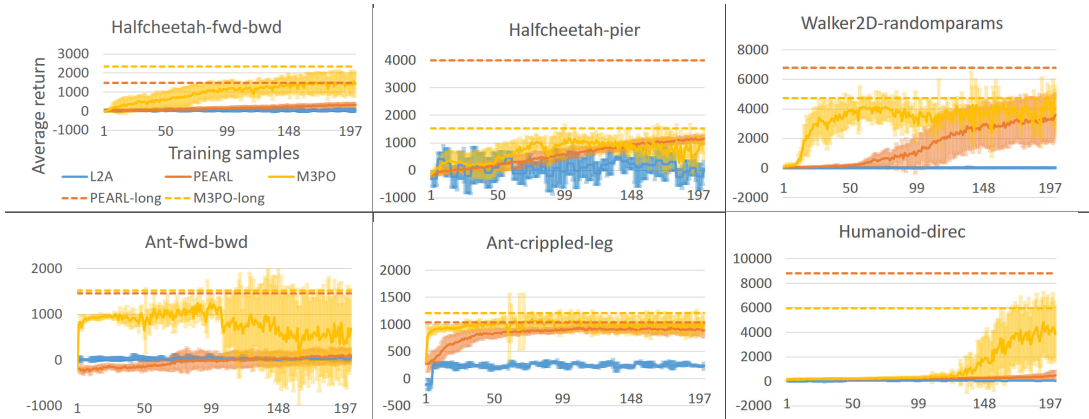 Halfcheetah-fwd-bwd
Average return
3000
2000
1000
0
-1000
1 50 99 148 197
Training samples
L2A PEARL M3PO
PEARL-long M3PO-long
Halfcheetah-pier
4000
3000
2000
1000
0
-1000
1 50 99 148 197
Walker2D-randomparams
8000
6000
4000
2000
0
-2000
1 50 99 148 197
Ant-fwd-bwd
2000
1000
0
-1000
1 50 99 148 197
Ant-crippled-leg
2000
1500
1000
500
0
-500
1 50 99 148 197
Humanoid-direc
10000
8000
6000
4000
2000
0
-2000
1 50 99 148 197